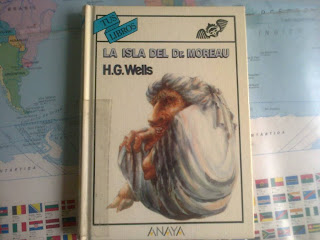 TUS
LIBROS
LA ISLA DEL Dr. MOREAU
H.G. Wells
ANAYA